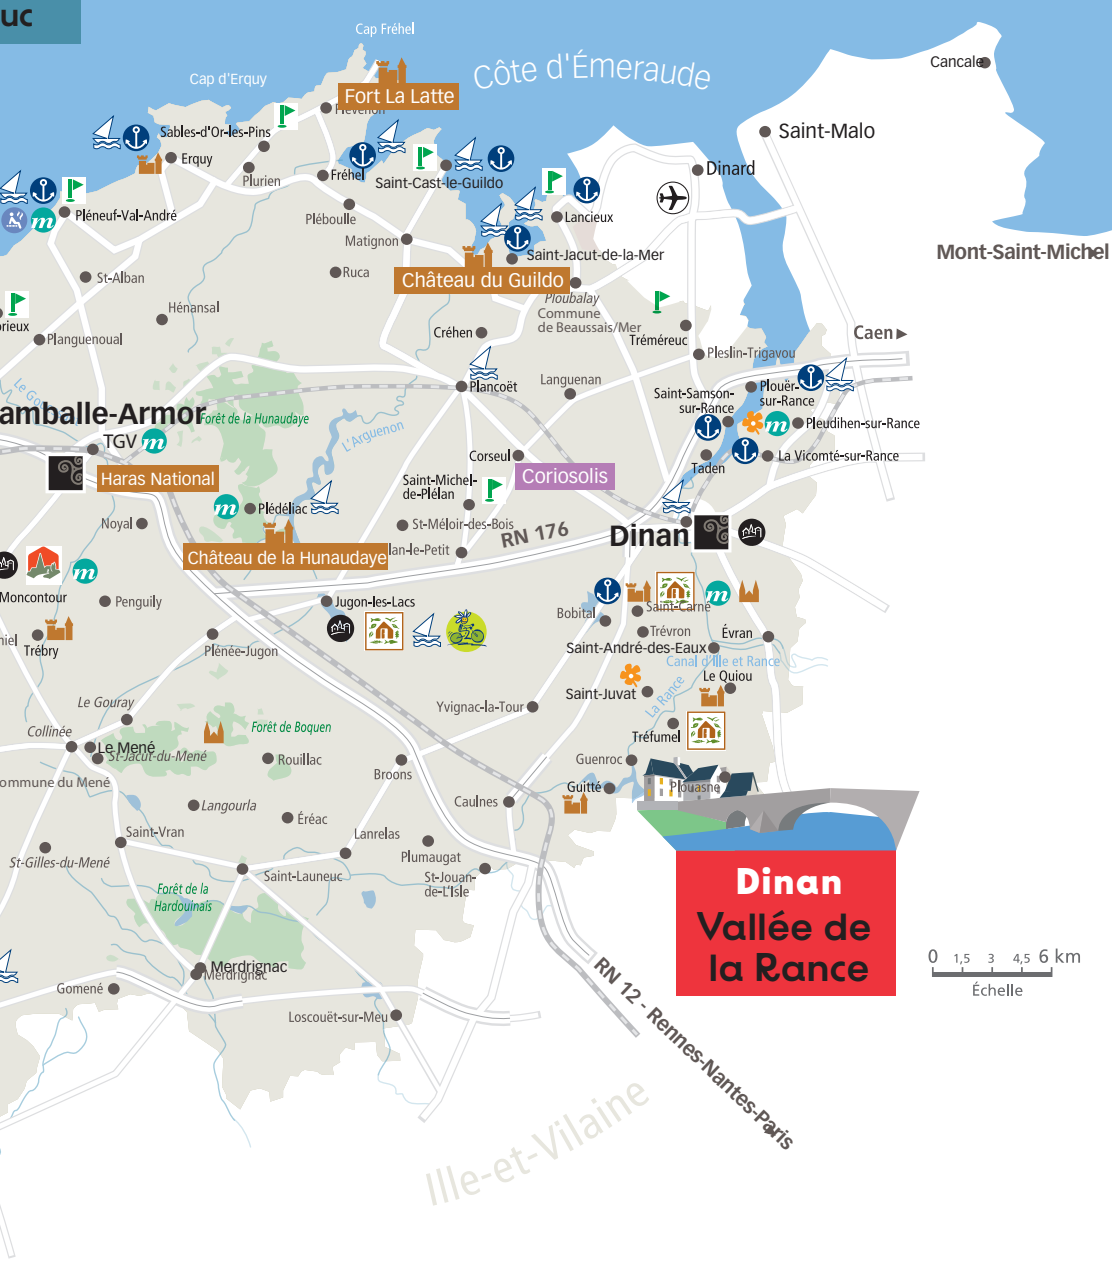 uc
Cap Fréhel
Cap d'Erquy
Côte d'Émeraude
Cancale
Fort La Latte
Plévenon
Sables-d'Or-les-Pins
Saint-Malo
Erquy
Plurien
Fréhel
Saint-Cast-le-Guildo
Dinard
Pléneuf-Val-André
m
Pléboulle
Lancieux
Matignon
Saint-Jacut-de-la-Mer
Mont-Saint-Michel
St-Alban
Ruca
Château du Guildo
Ploubalay
Commune
de Beaussais/Mer
Hénansal
rieux
Planguenoual
Créhen
Tréméreuc
Caen
Pleslin-Trigavou
Plancoët
Languenan
Saint-Samson-
sur-Rance
Plouër-
sur-Rance
m
Pleudihen-sur-Rance
amballe-Armor
Forêt de la Hunaudaye
L'Arguenon
TGV
m
Corseul
La Vicomté-sur-Rance
Taden
Haras National
Coriosolis
Saint-Michel-
de-Plélan
m
Plédéliac
Noyal
St-Méloir-des-Bois
RN 176
Dinan
Château de la Hunaudaye
lan-le-Petit
m
Moncontour
Penguily
Jugon-les-Lacs
Bobital
Saint-Carné
m
Trévron
Évran
niel
Trébry
Plénée-Jugon
Saint-André-des-Eaux
Canal d'Ille et Rance
Le Quiou
Saint-Juvat
La Rance
Le Gouray
Yvignac-la-Tour
Collinée
Forêt de Boquen
Tréfumel
Le Mené
St-Jacut-du-Mené
Rouillac
Guenroc
ommune du Mené
Broons
Guitté
Plouasne
Langourla
Caulnes
Éréac
Saint-Vran
Lanrelas
St-Gilles-du-Mené
Plumaugat
Saint-Launeuc
St-Jouan-
de-L'Isle
Forêt de la
Hardouinais
Dinan
Vallée de
la Rance
Merdrignac
Merdrignac
Gomené
Loscouët-sur-Meu
RN 12 - Rennes-Nantes-Paris
0 1,5 3 4,5 6 km
Échelle
Ille-et-Vilaine